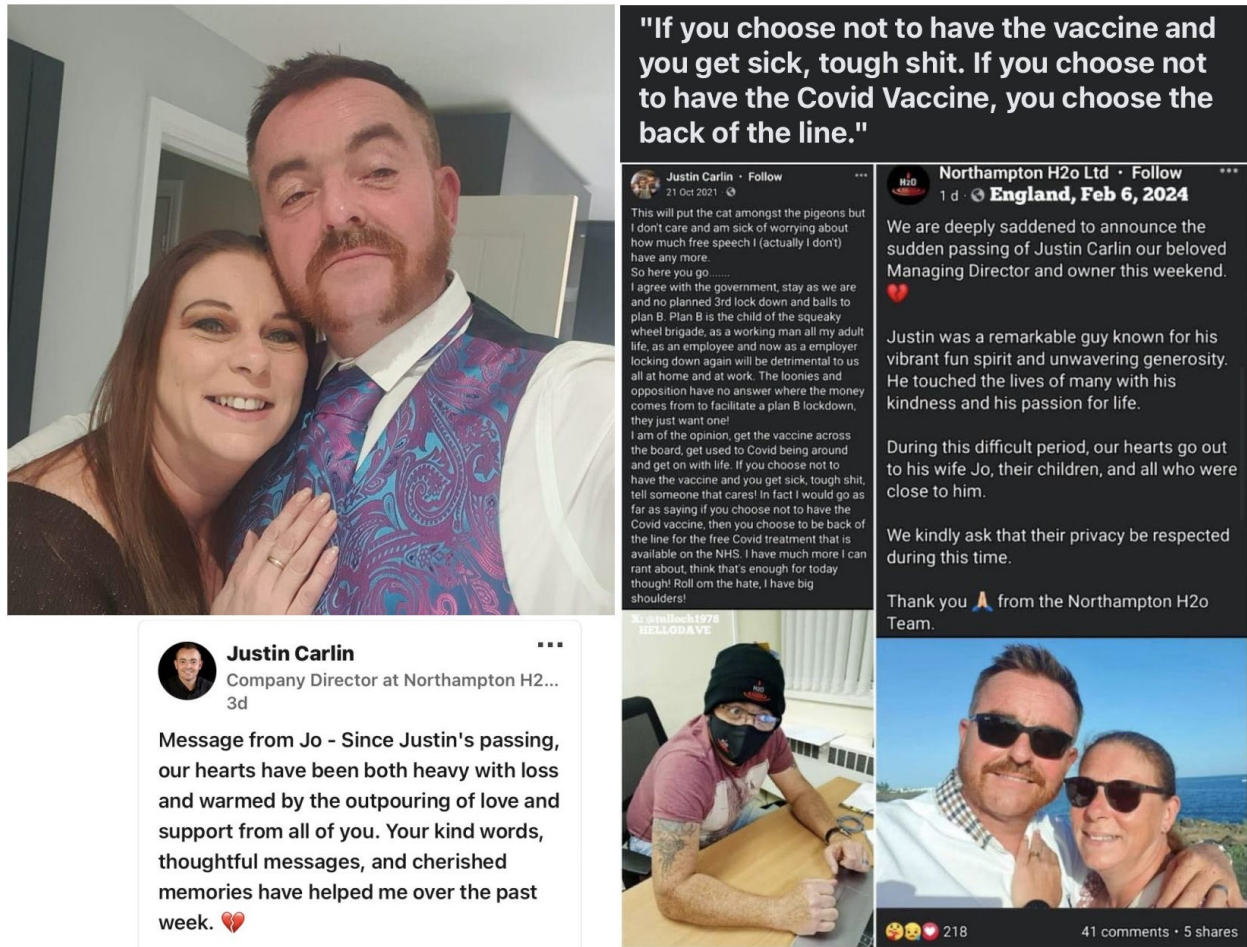 "If you choose not to have the vaccine and
you get sick, tough shit. If you choose not
to have the Covid Vaccine, you choose the
back of the line."
Justin Carlin · Follow
21 Oct 2021 ·
This will put the cat amongst the pigeons but
I don't care and am sick of worrying about
how much free speech I (actually I don't)
have any more.
So here you go.......
I agree with the government, stay as we are
and no planned 3rd lock down and balls to
plan B. Plan B is the child of the squeaky
wheel brigade, as a working man all my adult
life, as an employee and now as a employer
locking down again will be detrimental to us
all at home and at work. The loonies and
opposition have no answer where the money
comes from to facilitate a plan B lockdown,
they just want one!
I am of the opinion, get the vaccine across
the board, get used to Covid being around
and get on with life. If you choose not to
have the vaccine and you get sick, tough shit,
tell someone that cares! In fact I would go as
far as saying if you choose not to have the
Covid vaccine, then you choose to be back of
the line for the free Covid treatment that is
available on the NHS. I have much more I can
rant about, think that's enough for today
though! Roll om the hate, I have big
shoulders!
X: @tulloch1978
HELLGDAVE
H2O
Northampton H2o Ltd · Follow
1 d · England, Feb 6, 2024
We are deeply saddened to announce the
sudden passing of Justin Carlin our beloved
Managing Director and owner this weekend.
💔
Justin was a remarkable guy known for his
vibrant fun spirit and unwavering generosity.
He touched the lives of many with his
kindness and his passion for life.
During this difficult period, our hearts go out
to his wife Jo, their children, and all who were
close to him.
We kindly ask that their privacy be respected
during this time.
Thank you 🙏 from the Northampton H2o
Team.
218
41 comments · 5 shares
Justin Carlin
Company Director at Northampton H2...
3d
Message from Jo - Since Justin's passing,
our hearts have been both heavy with loss
and warmed by the outpouring of love and
support from all of you. Your kind words,
thoughtful messages, and cherished
memories have helped me over the past
week. 💔